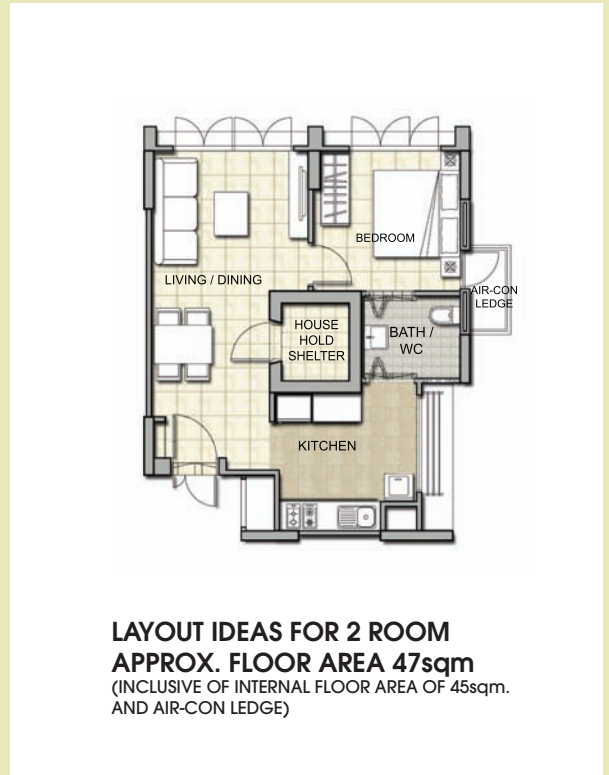 BEDROOM
LIVING / DINING
AIR-CON
LEDGE
HOUSE
HOLD
SHELTER
BATH /
WC
KITCHEN
LAYOUT IDEAS FOR 2 ROOM
APPROX. FLOOR AREA 47sqm
(INCLUSIVE OF INTERNAL FLOOR AREA OF 45sqm.
AND AIR-CON LEDGE)